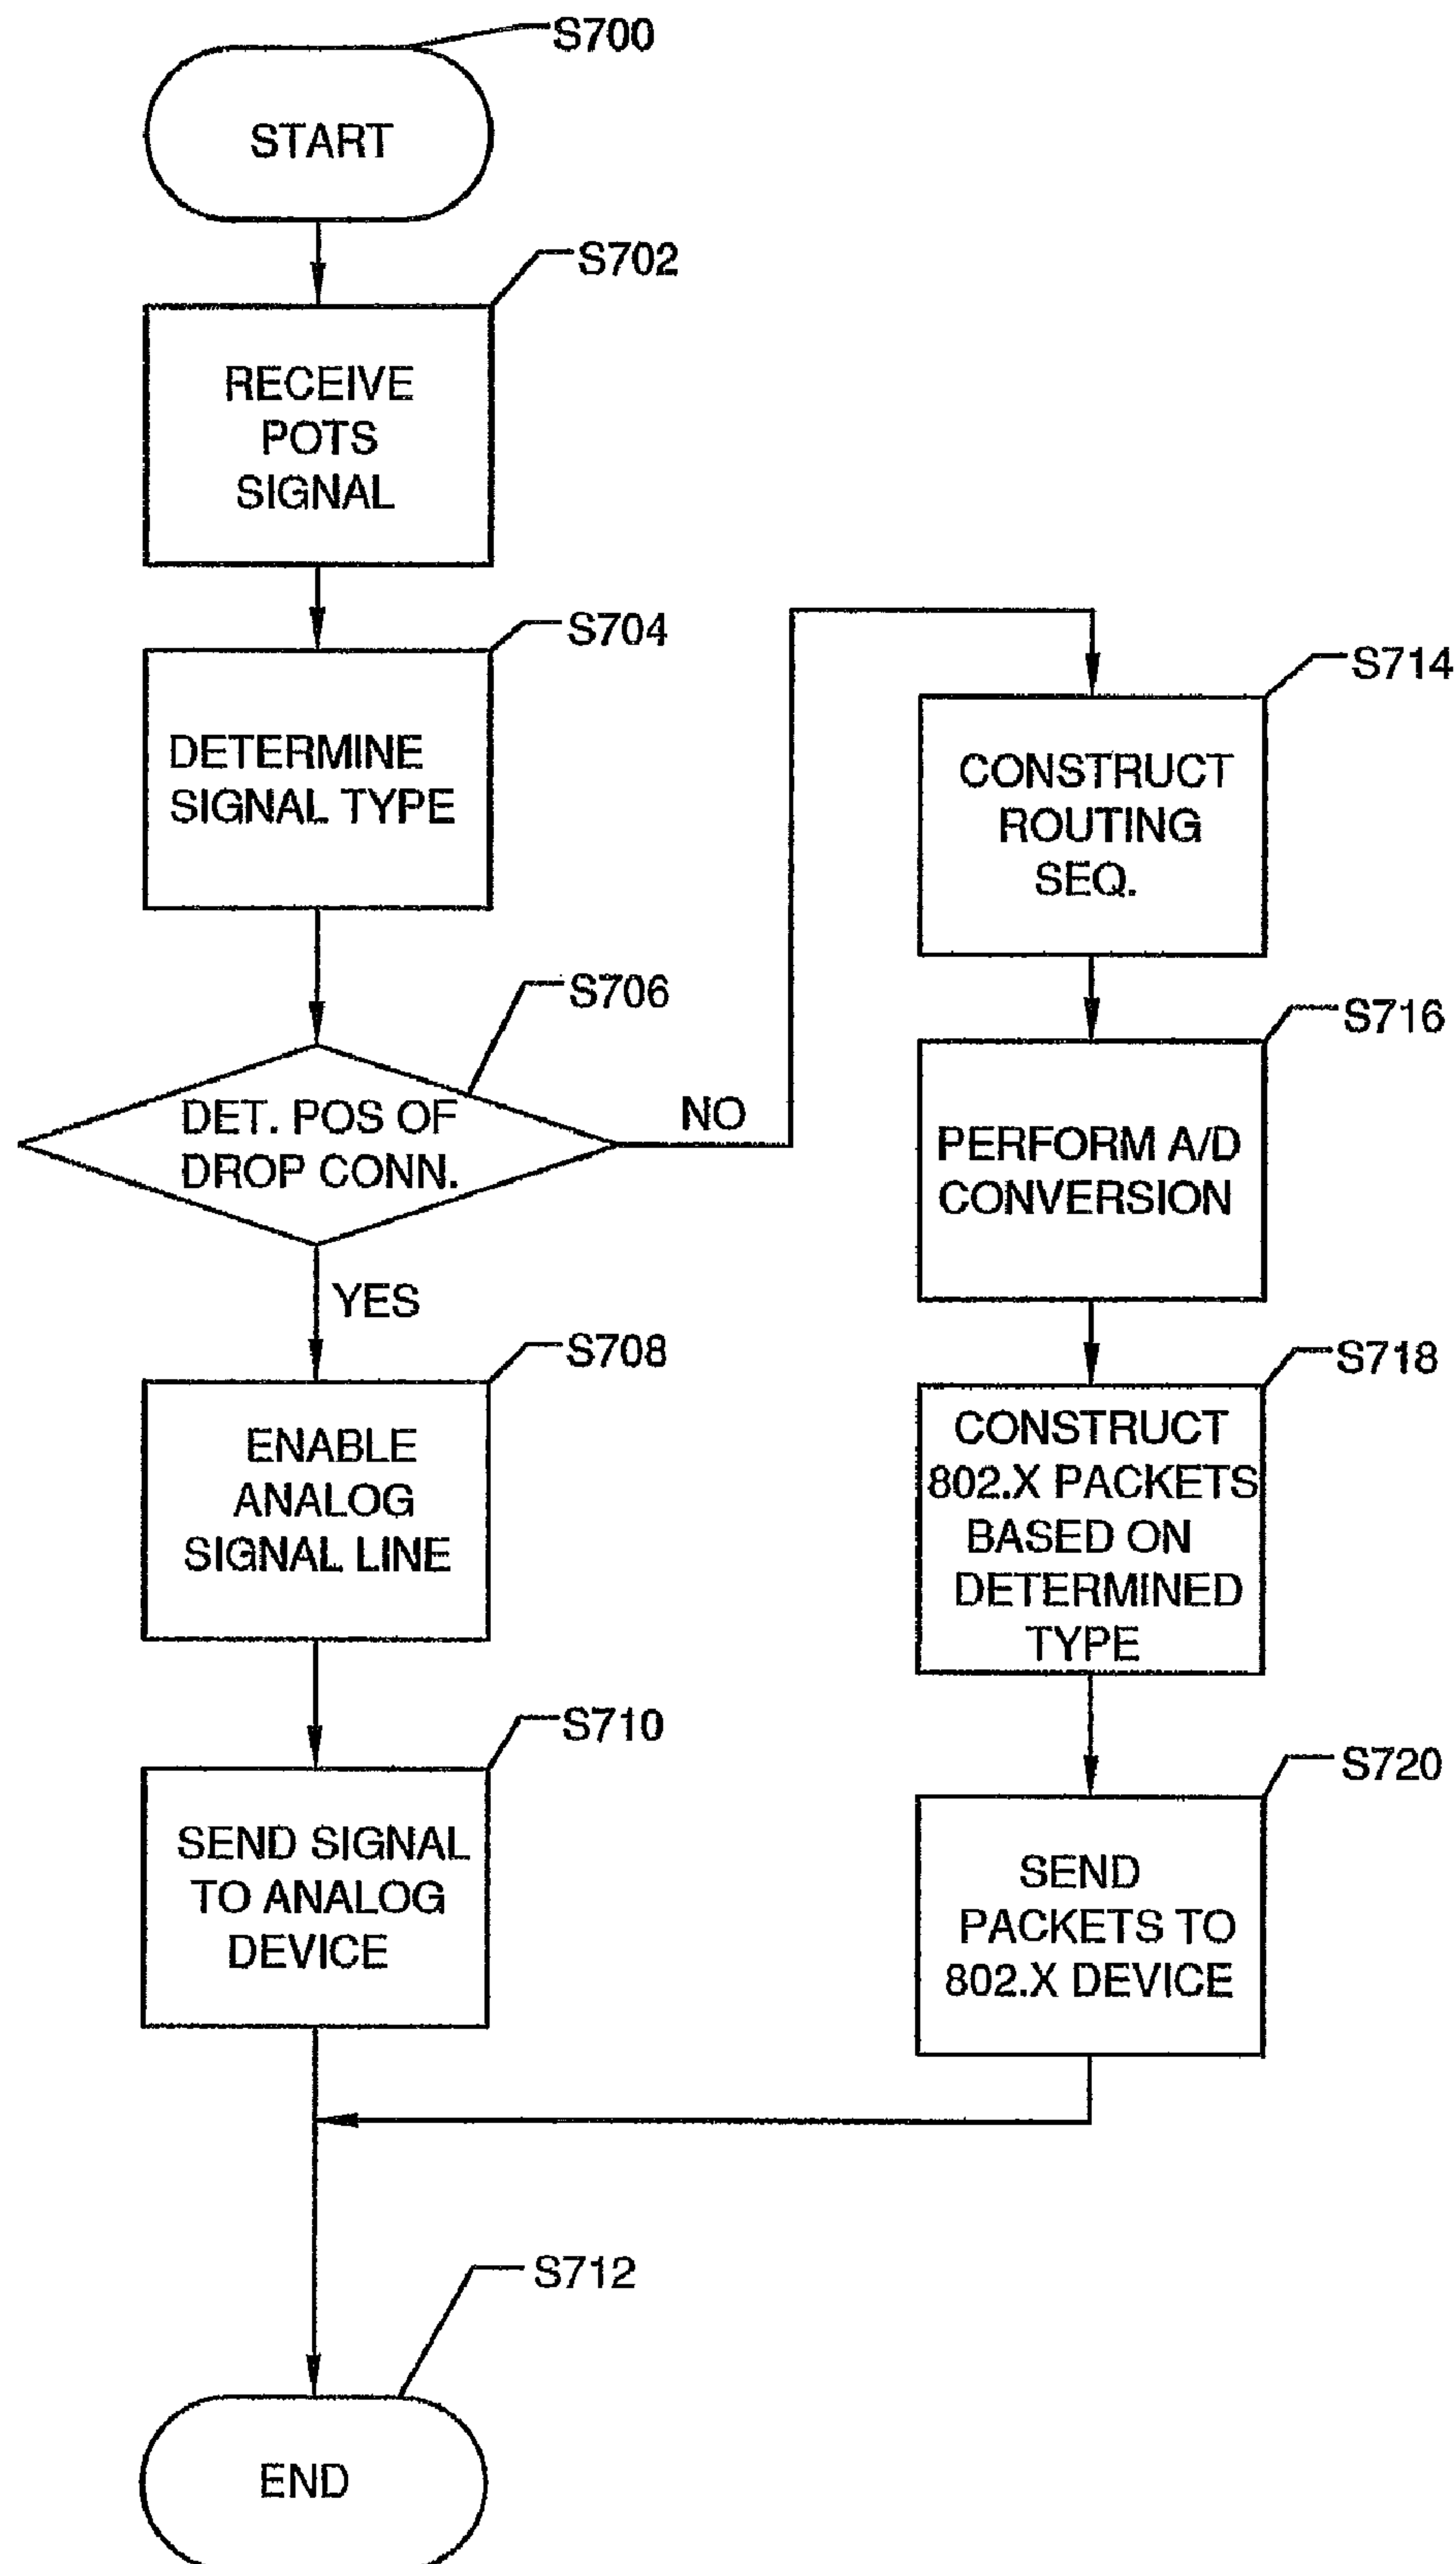 S700
START
S702
RECEIVE
POTS
SIGNAL
S704
DETERMINE
SIGNAL TYPE
S706
DET. POS OF
DROP CONN.
NO
YES
S708
ENABLE
ANALOG
SIGNAL LINE
S710
SEND SIGNAL
TO ANALOG
DEVICE
S714
CONSTRUCT
ROUTING
SEQ.
S716
PERFORM A/D
CONVERSION
S718
CONSTRUCT
802.X PACKETS
BASED ON
DETERMINED
TYPE
S720
SEND
PACKETS TO
802.X DEVICE
S712
END